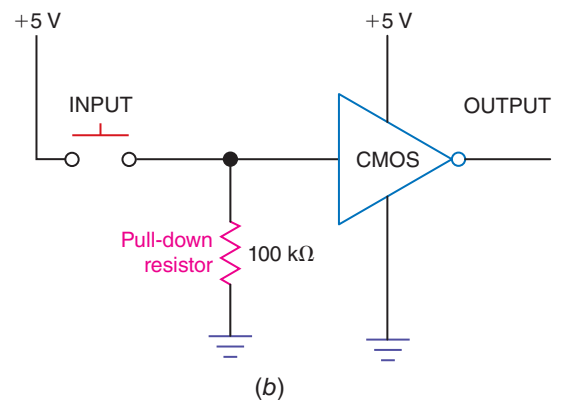 +5 V
+5 V
INPUT
OUTPUT
CMOS
Pull-down
resistor
100 kΩ
(b)